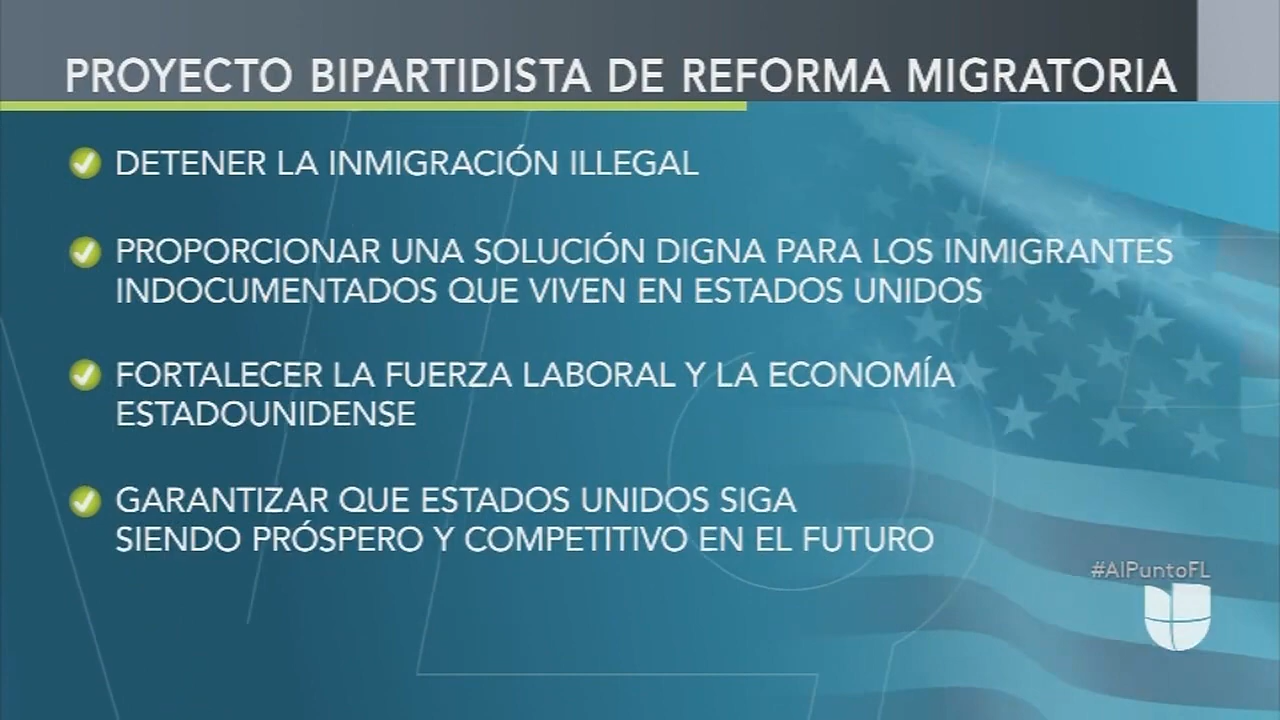 PROYECTO BIPARTIDISTA DE REFORMA MIGRATORIA
DETENER LA INMIGRACIÓN ILLEGAL
PROPORCIONAR UNA SOLUCIÓN DIGNA PARA LOS INMIGRANTES
INDOCUMENTADOS QUE VIVEN EN ESTADOS UNIDOS
FORTALECER LA FUERZA LABORAL Y LA ECONOMÍA
ESTADOUNIDENSE
GARANTIZAR QUE ESTADOS UNIDOS SIGA
SIENDO PRÓSPERO Y COMPETITIVO EN EL FUTURO
#AlPuntoFL